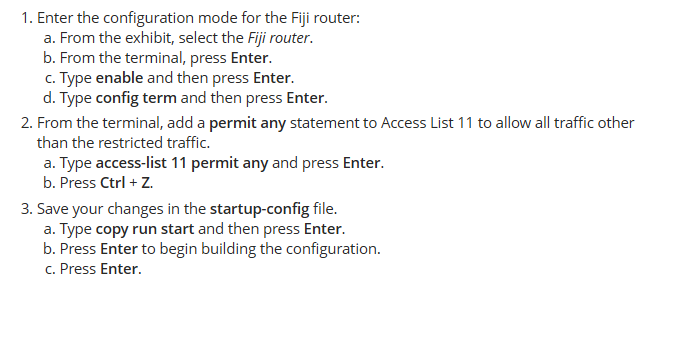 1. Enter the configuration mode for the Fiji router:
a. From the exhibit, select the Fiji router.
b. From the terminal, press Enter.
c. Type enable and then press Enter.
d. Type config term and then press Enter.
2. From the terminal, add a permit any statement to Access List 11 to allow all traffic other
than the restricted traffic.
a. Type access-list 11 permit any and press Enter.
b. Press Ctrl + Z.
3. Save your changes in the startup-config file.
a. Type copy run start and then press Enter.
b. Press Enter to begin building the configuration.
c. Press Enter.